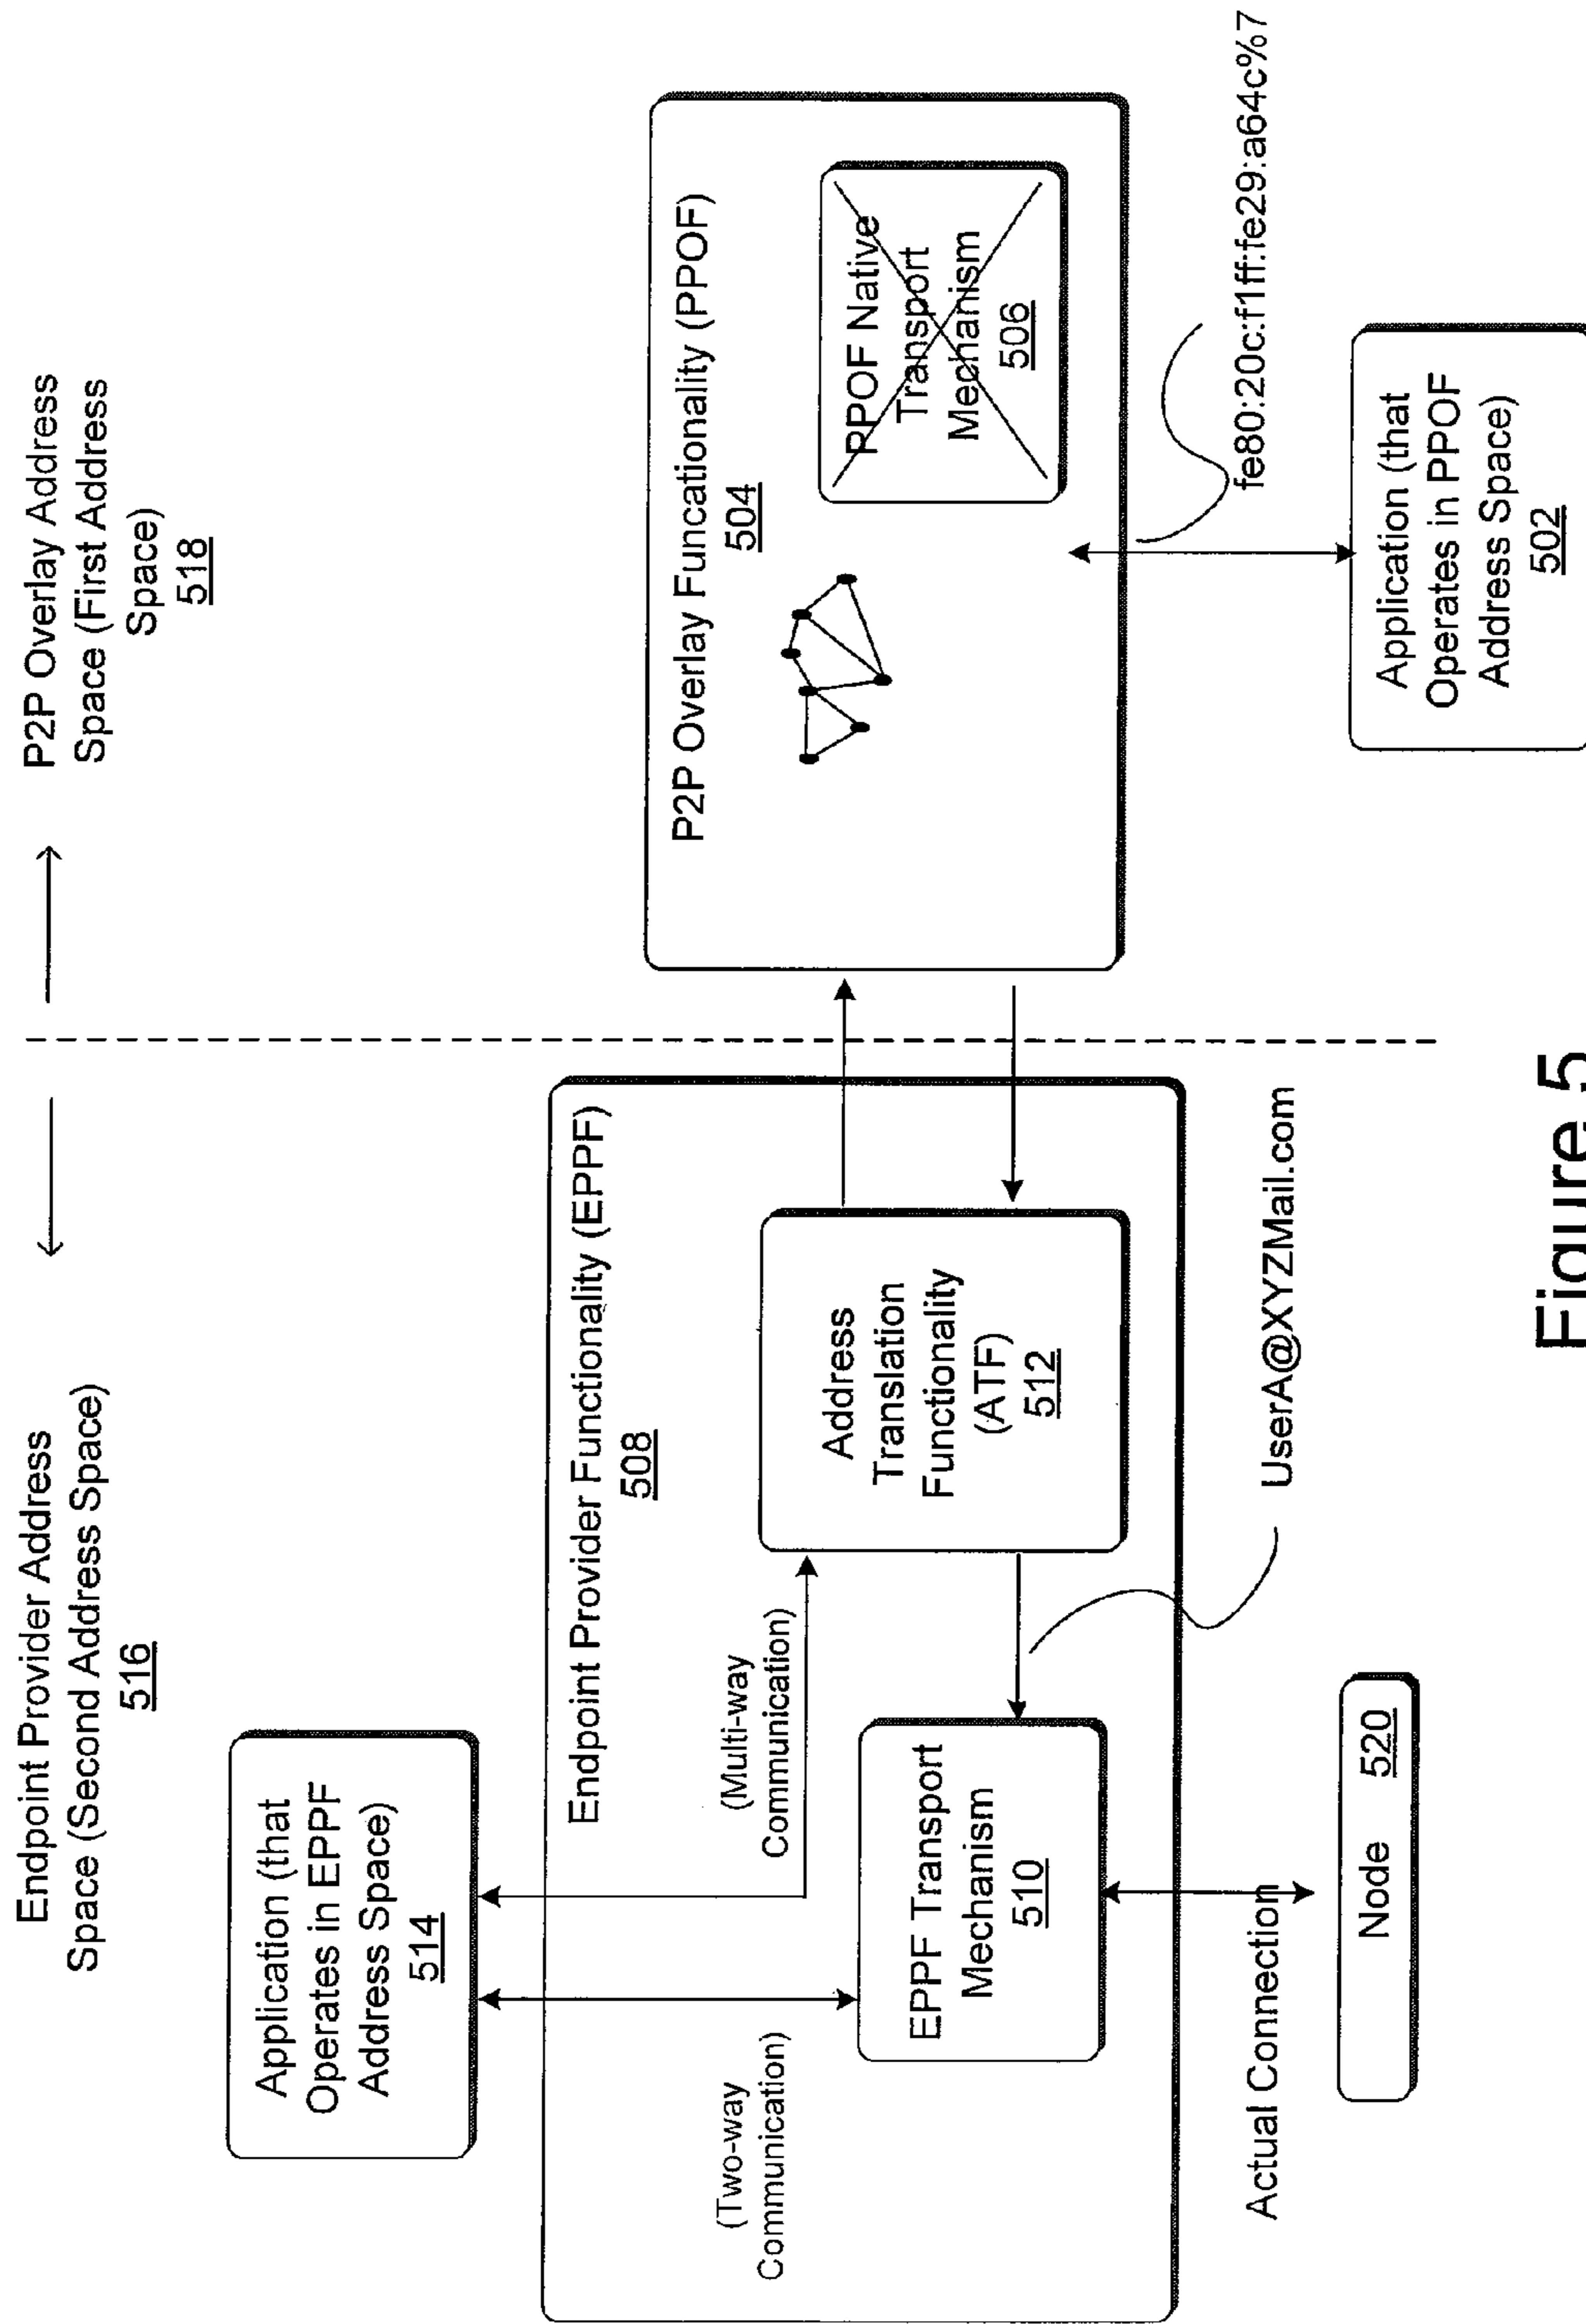 Endpoint Provider Address
Space (Second Address Space)
516
P2P Overlay Address
Space (First Address
Space)
518
Application (that
Operates in EPPF
Address Space)
514
(Two-way
Communication)
(Multi-way
Communication)
Endpoint Provider Functionality (EPPF)
508
EPPF Transport
Mechanism
510
Address
Translation
Functionality
(ATF)
512
P2P Overlay Funcationality (PPOF)
504
PPOF Native
Transport
Mechanism
506
Actual Connection
UserA@XYZMail.com
fe80:20c:f1ff:fe29:a64c%7
Node 520
Application (that
Operates in PPOF
Address Space)
502
Figure 5